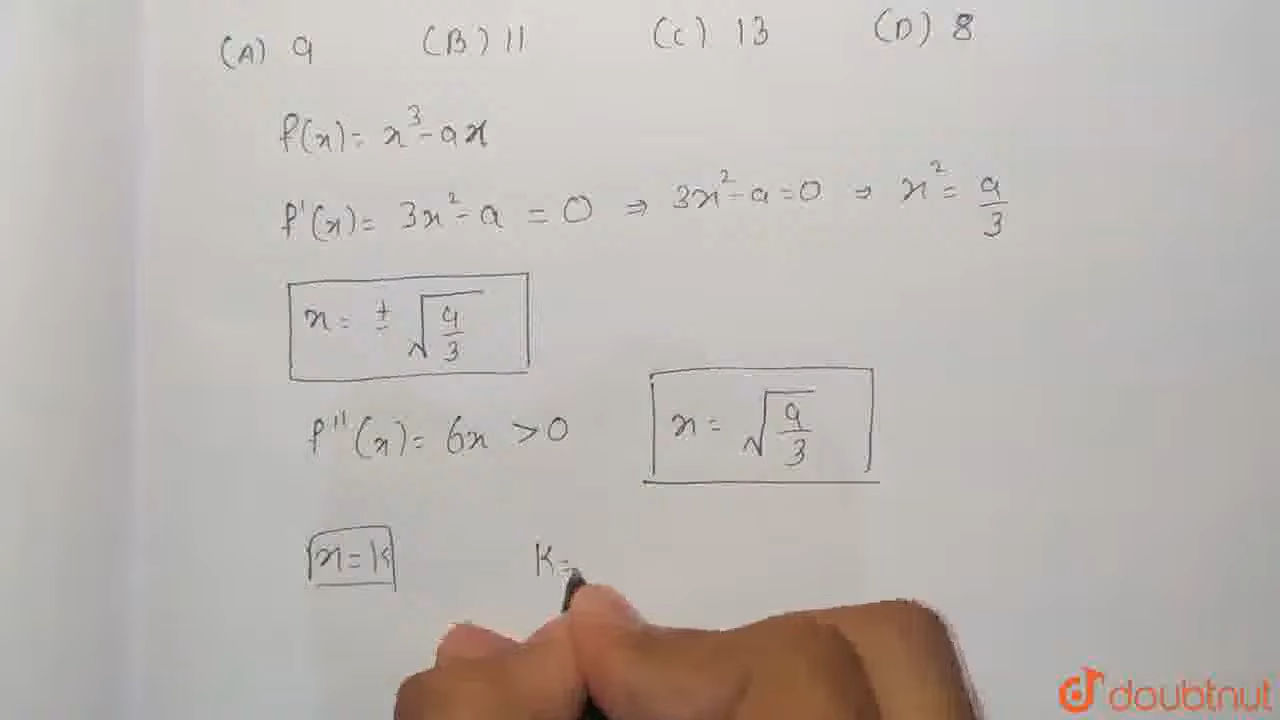 (A) 9 (B) 11 (C) 13 (D) 8
f(x) = x³ - ax
f'(x) = 3x² - a = 0 ⇒ 3x² - a = 0 ⇒ x² = a/3
x = ± √(a/3)
f''(x) = 6x > 0 x = √(a/3)
x = K K =
doubtnut